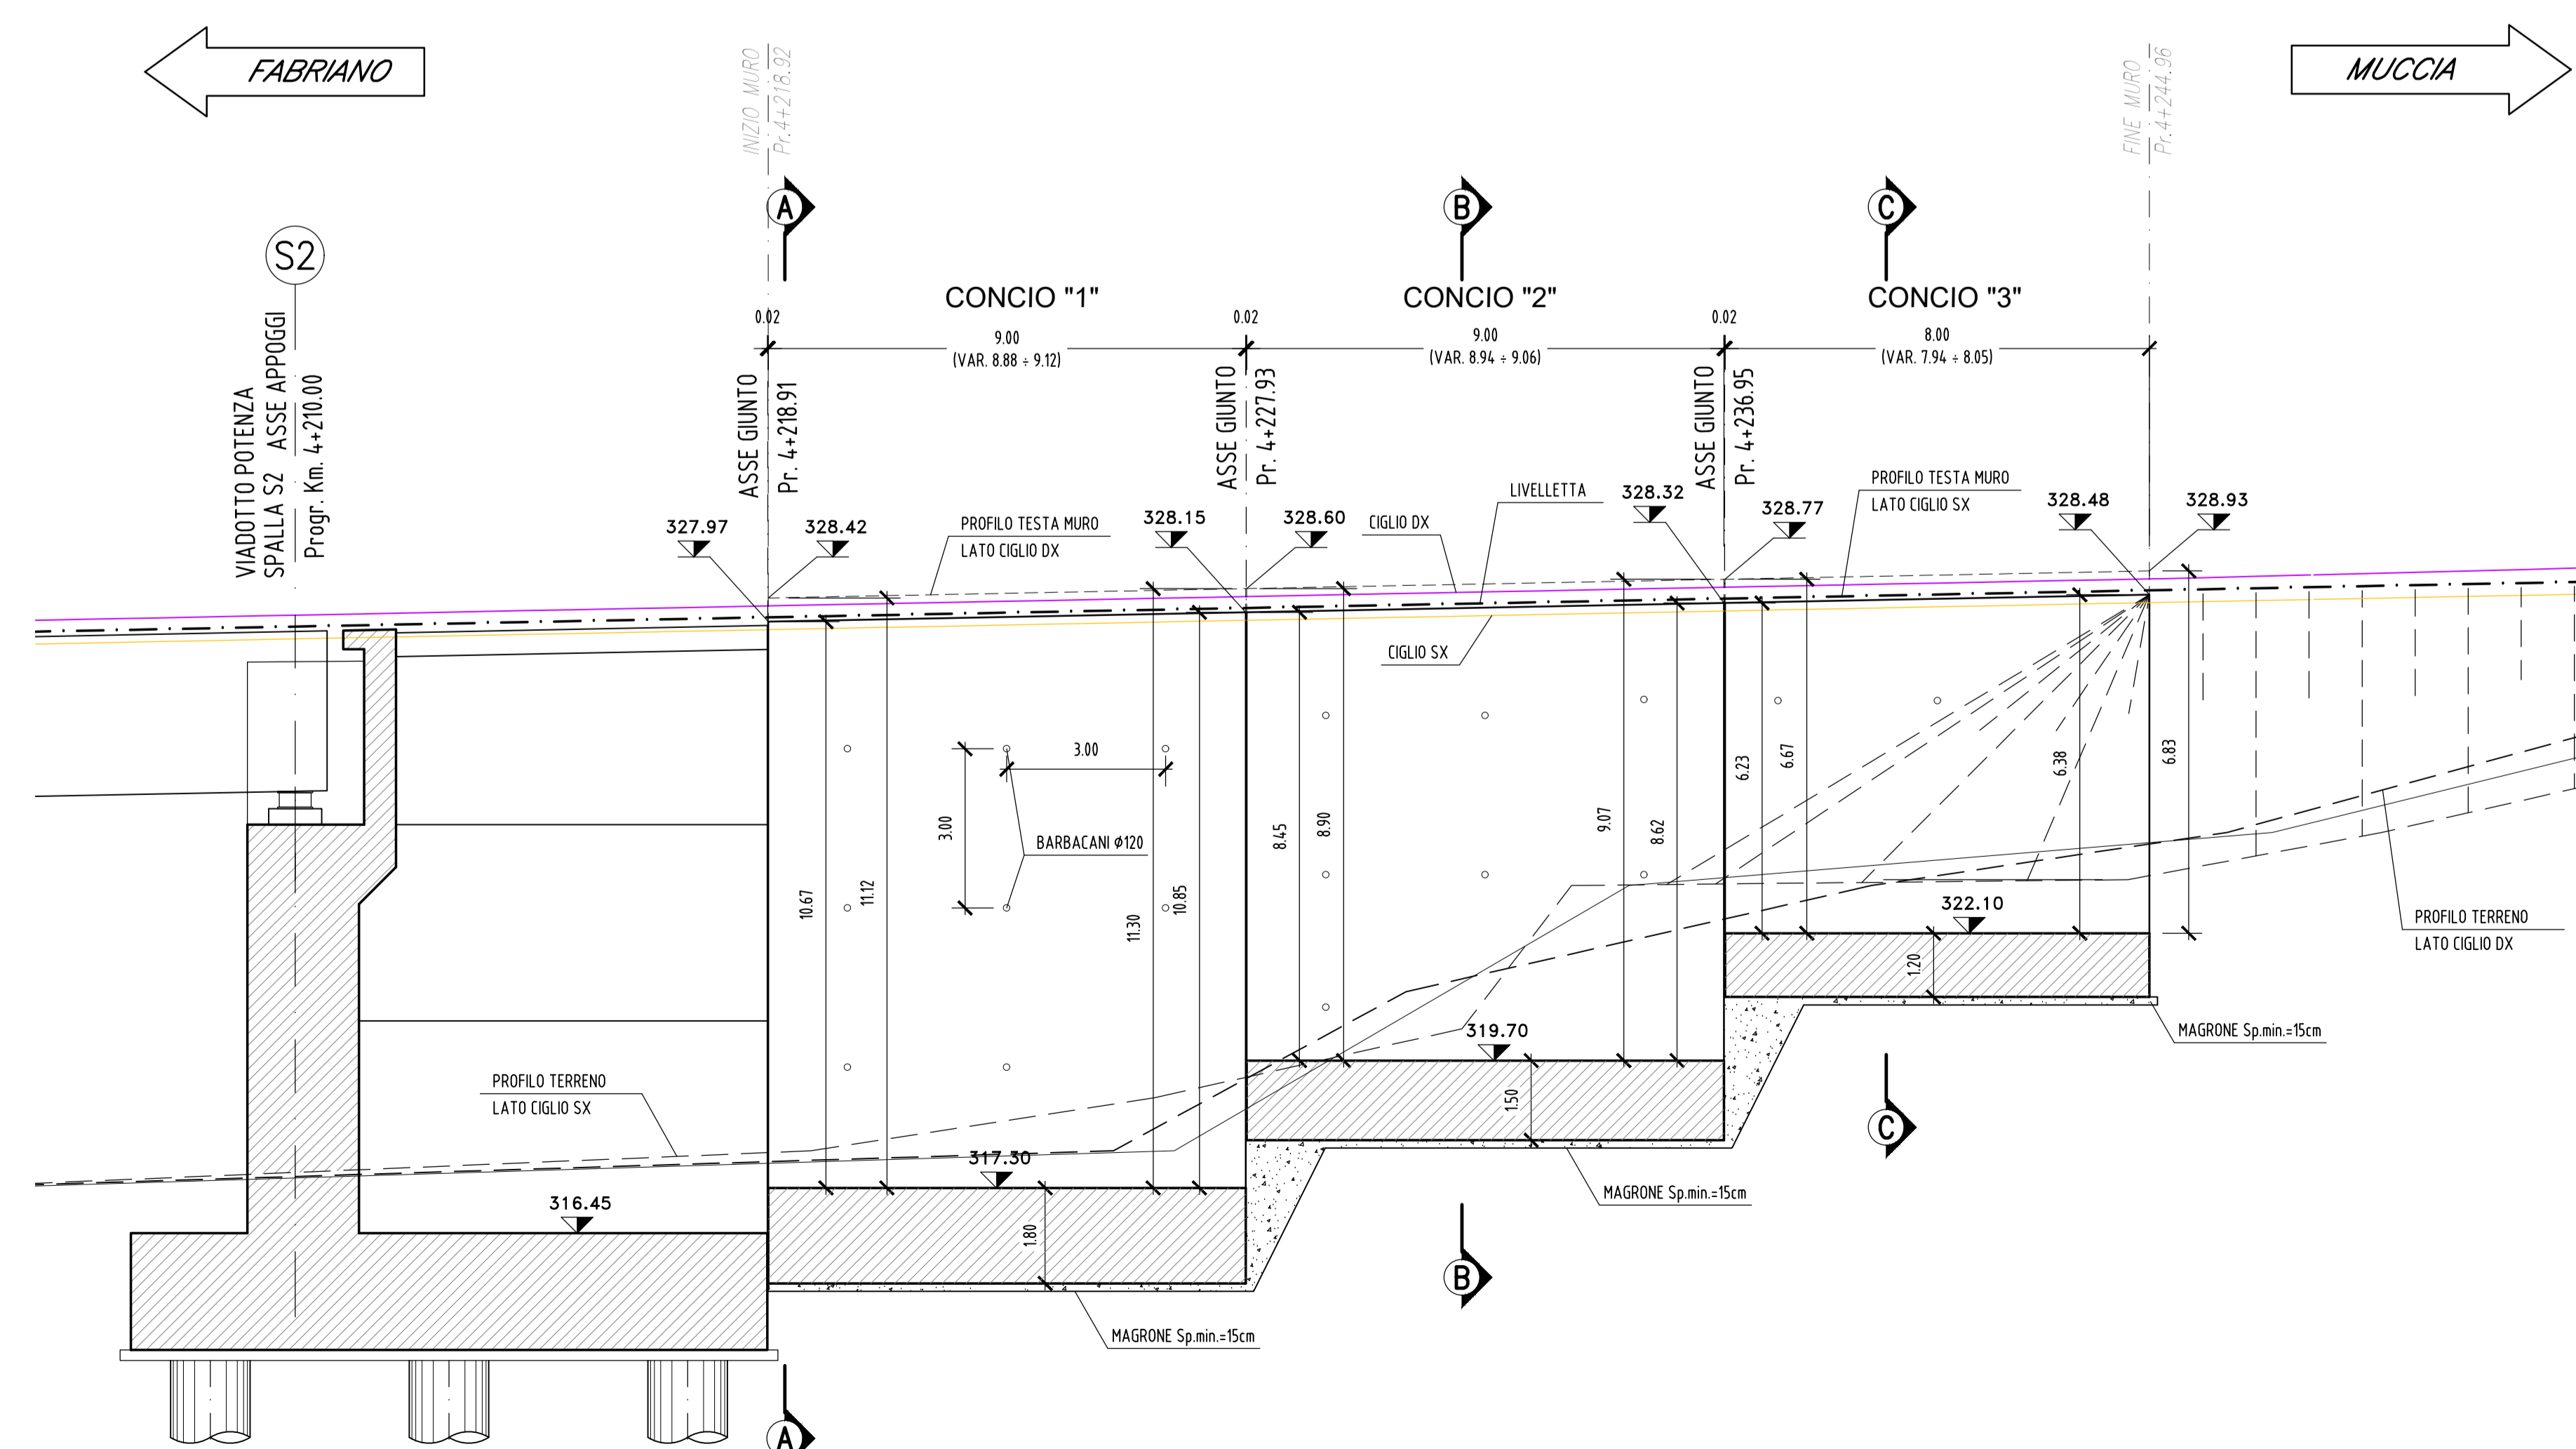 FABRIANO
MUCCIA
INIZIO MURO
Pr.4+218.92
FINE MURO
Pr.4+244.96
A
B
C
S2
VIADOTTO POTENZA
SPALLA S2 ASSE APPOGGI
Progr. Km. 4+210.00
CONCIO "1"
CONCIO "2"
CONCIO "3"
0.02
0.02
0.02
9.00
(VAR. 8.88 ÷ 9.12)
9.00
(VAR. 8.94 ÷ 9.06)
8.00
(VAR. 7.94 ÷ 8.05)
ASSE GIUNTO
Pr. 4+218.91
ASSE GIUNTO
Pr. 4+227.93
ASSE GIUNTO
Pr. 4+236.95
327.97
328.42
PROFILO TESTA MURO
LATO CIGLIO DX
328.15
328.60
CIGLIO DX
LIVELLETTA
328.32
328.77
PROFILO TESTA MURO
LATO CIGLIO SX
328.48
328.93
CIGLIO SX
3.00
3.00
BARBACANI Ø120
10.67
11.12
11.30
10.85
8.45
8.90
9.07
8.62
6.23
6.67
6.38
6.83
322.10
1.20
PROFILO TERRENO
LATO CIGLIO DX
319.70
1.50
MAGRONE Sp.min.=15cm
PROFILO TERRENO
LATO CIGLIO SX
317.30
1.80
316.45
MAGRONE Sp.min.=15cm
MAGRONE Sp.min.=15cm
C
B
A